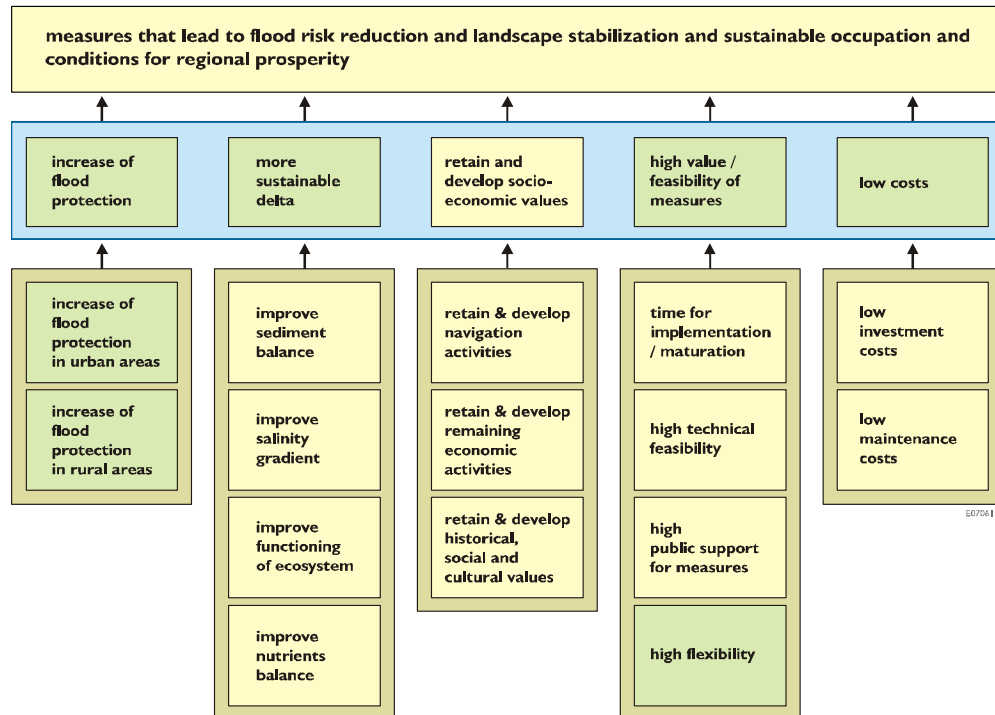 measures that lead to flood risk reduction and landscape stabilization and sustainable occupation and
conditions for regional prosperity
increase of
flood
protection
more
sustainable
delta
retain and
develop socio-
economic values
high value /
feasibility of
measures
low costs
increase of
flood
protection
in urban areas
increase of
flood
protection
in rural areas
improve
sediment
balance
improve
salinity
gradient
improve
functioning
of ecosystem
improve
nutrients
balance
retain & develop
navigation
activities
retain & develop
remaining
economic
activities
retain & develop
historical,
social and
cultural values
time for
implementation
/ maturation
high technical
feasibility
high
public support
for measures
high flexibility
low
investment
costs
low
maintenance
costs
E0706 I